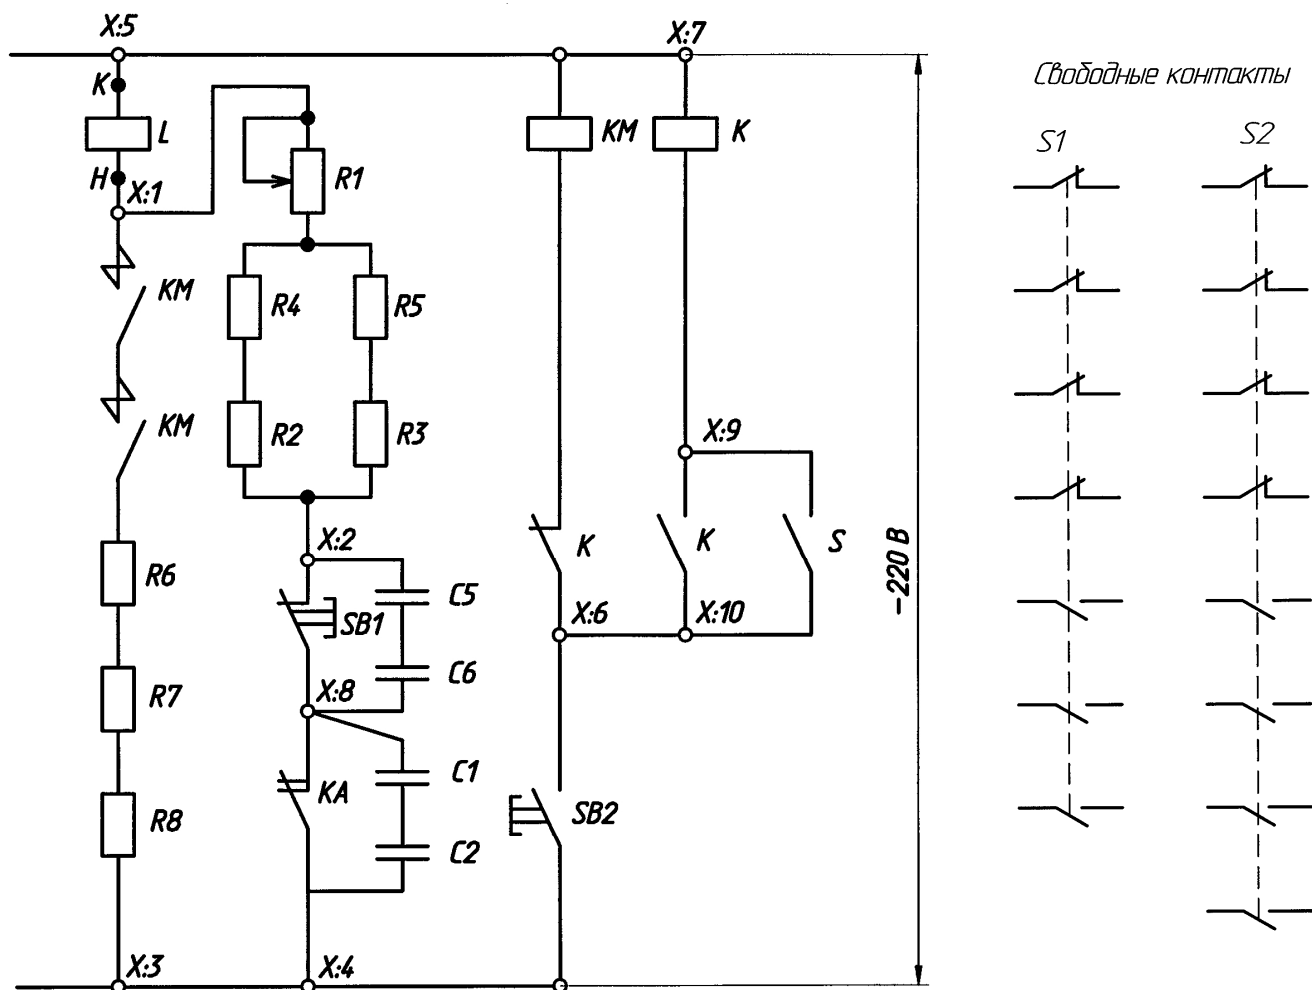 X:5
X:7
K
L
H
X:1
R1
KM
K
Свободные контакты
S1
S2
KM
R4
R5
KM
R2
R3
X:9
X:2
K
K
S
-220 В
R6
C5
SB1
X:6
X:10
R7
X:8
C6
R8
KA
C1
SB2
C2
X:3
X:4